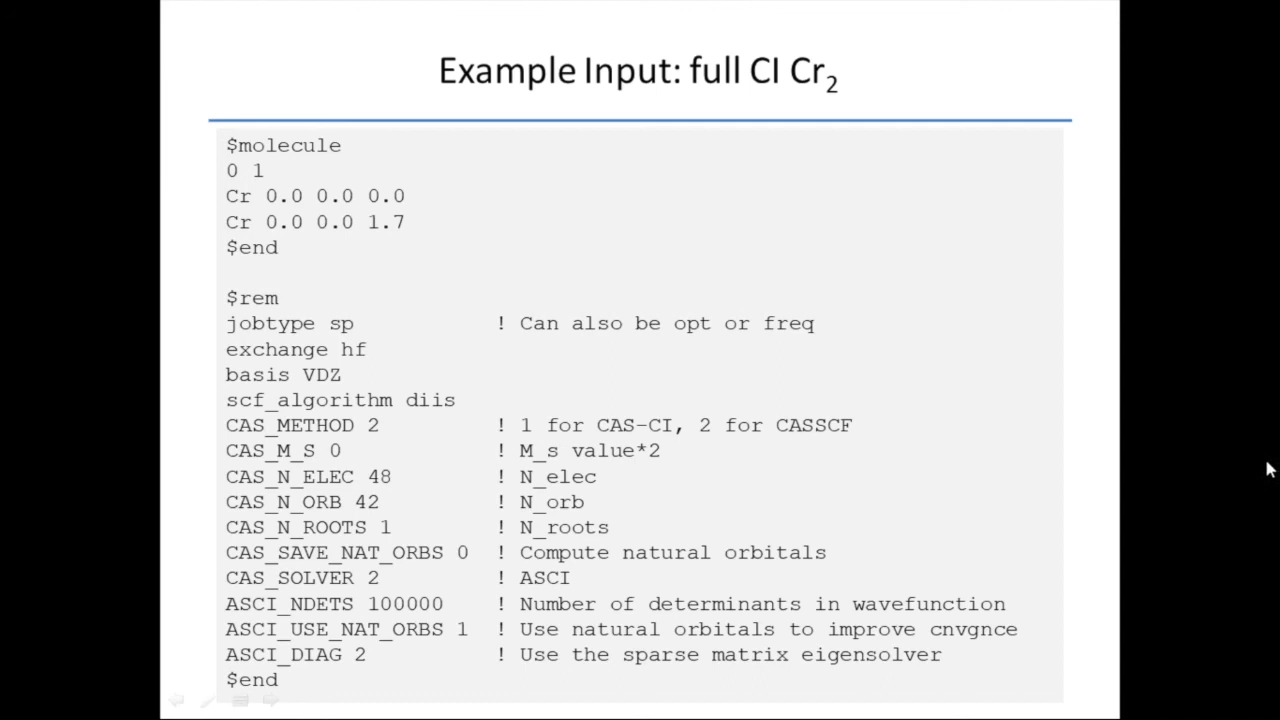 Example Input: full CI Cr2
$molecule
0 1
Cr 0.0 0.0 0.0
Cr 0.0 0.0 1.7
$end
$rem
jobtype sp ! Can also be opt or freq
exchange hf
basis VDZ
scf_algorithm diis
CAS_METHOD 2 ! 1 for CAS-CI, 2 for CASSCF
CAS_M_S 0 ! M_s value*2
CAS_N_ELEC 48 ! N_elec
CAS_N_ORB 42 ! N_orb
CAS_N_ROOTS 1 ! N_roots
CAS_SAVE_NAT_ORBS 0 ! Compute natural orbitals
CAS_SOLVER 2 ! ASCI
ASCI_NDETS 100000 ! Number of determinants in wavefunction
ASCI_USE_NAT_ORBS 1 ! Use natural orbitals to improve cnvgnce
ASCI_DIAG 2 ! Use the sparse matrix eigensolver
$end